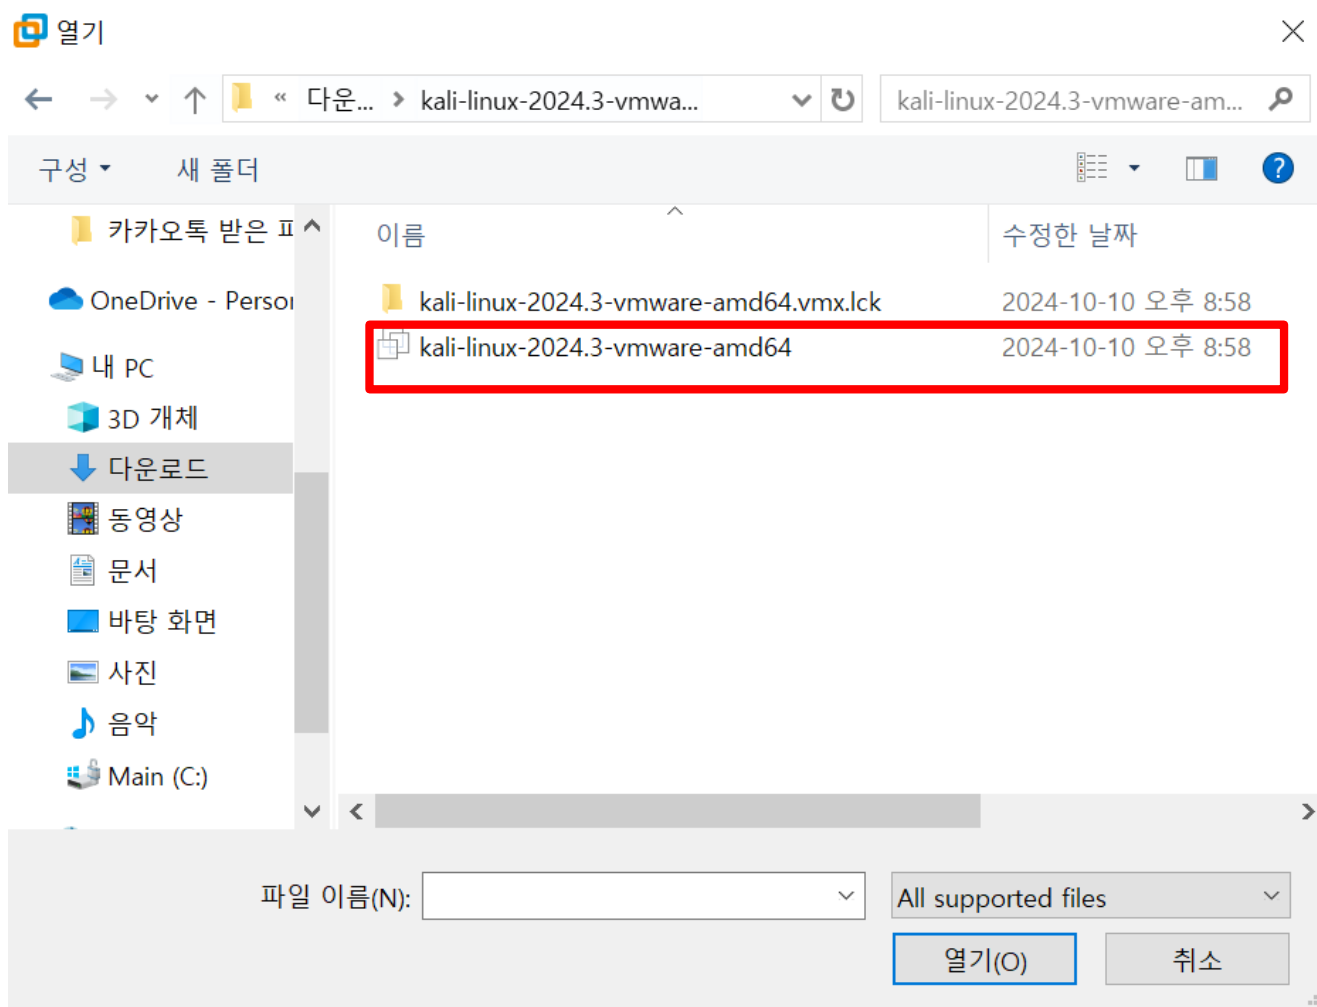 열기
« 다운... › kali-linux-2024.3-vmwa...
kali-linux-2024.3-vmware-am...
구성 새 폴더
?
이름 수정한 날짜
카카오톡 받은 피
OneDrive - Person
내 PC
3D 개체
다운로드
동영상
문서
바탕 화면
사진
음악
Main (C:)
kali-linux-2024.3-vmware-amd64.vmx.lck 2024-10-10 오후 8:58
kali-linux-2024.3-vmware-amd64 2024-10-10 오후 8:58
파일 이름(N):
All supported files
열기(O) 취소